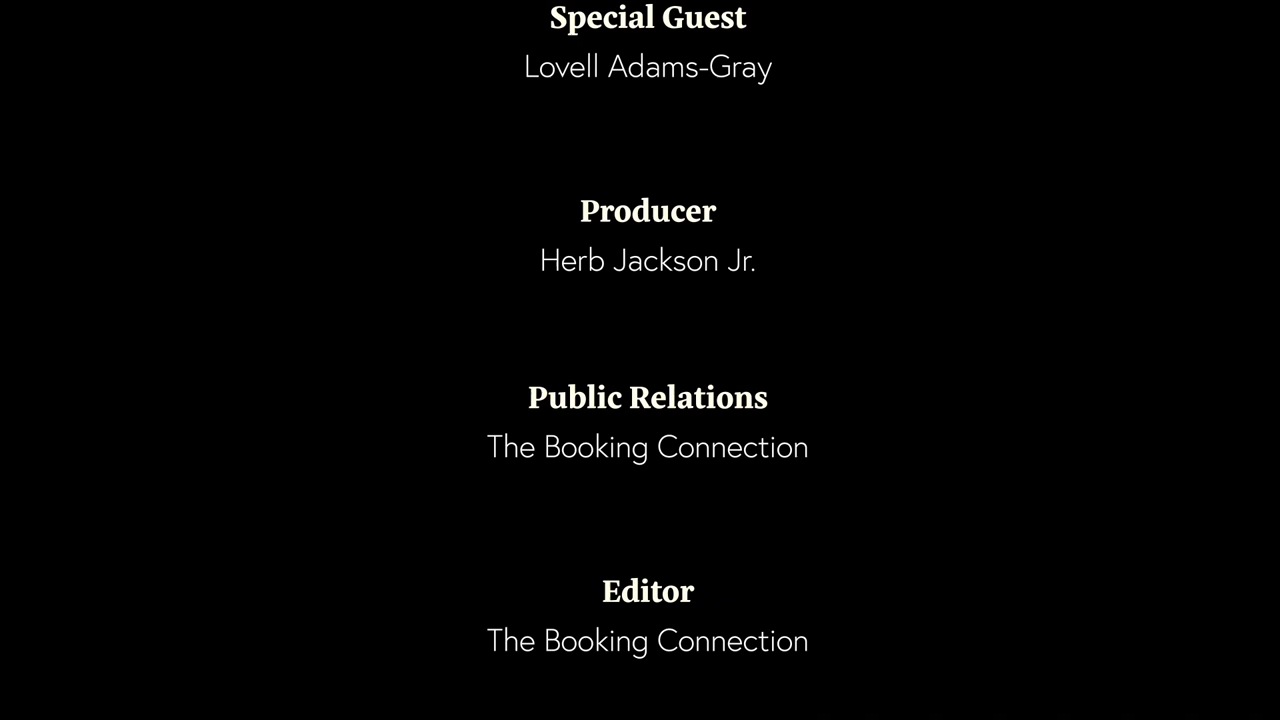 Special Guest
Lovell Adams-Gray
Producer
Herb Jackson Jr.
Public Relations
The Booking Connection
Editor
The Booking Connection